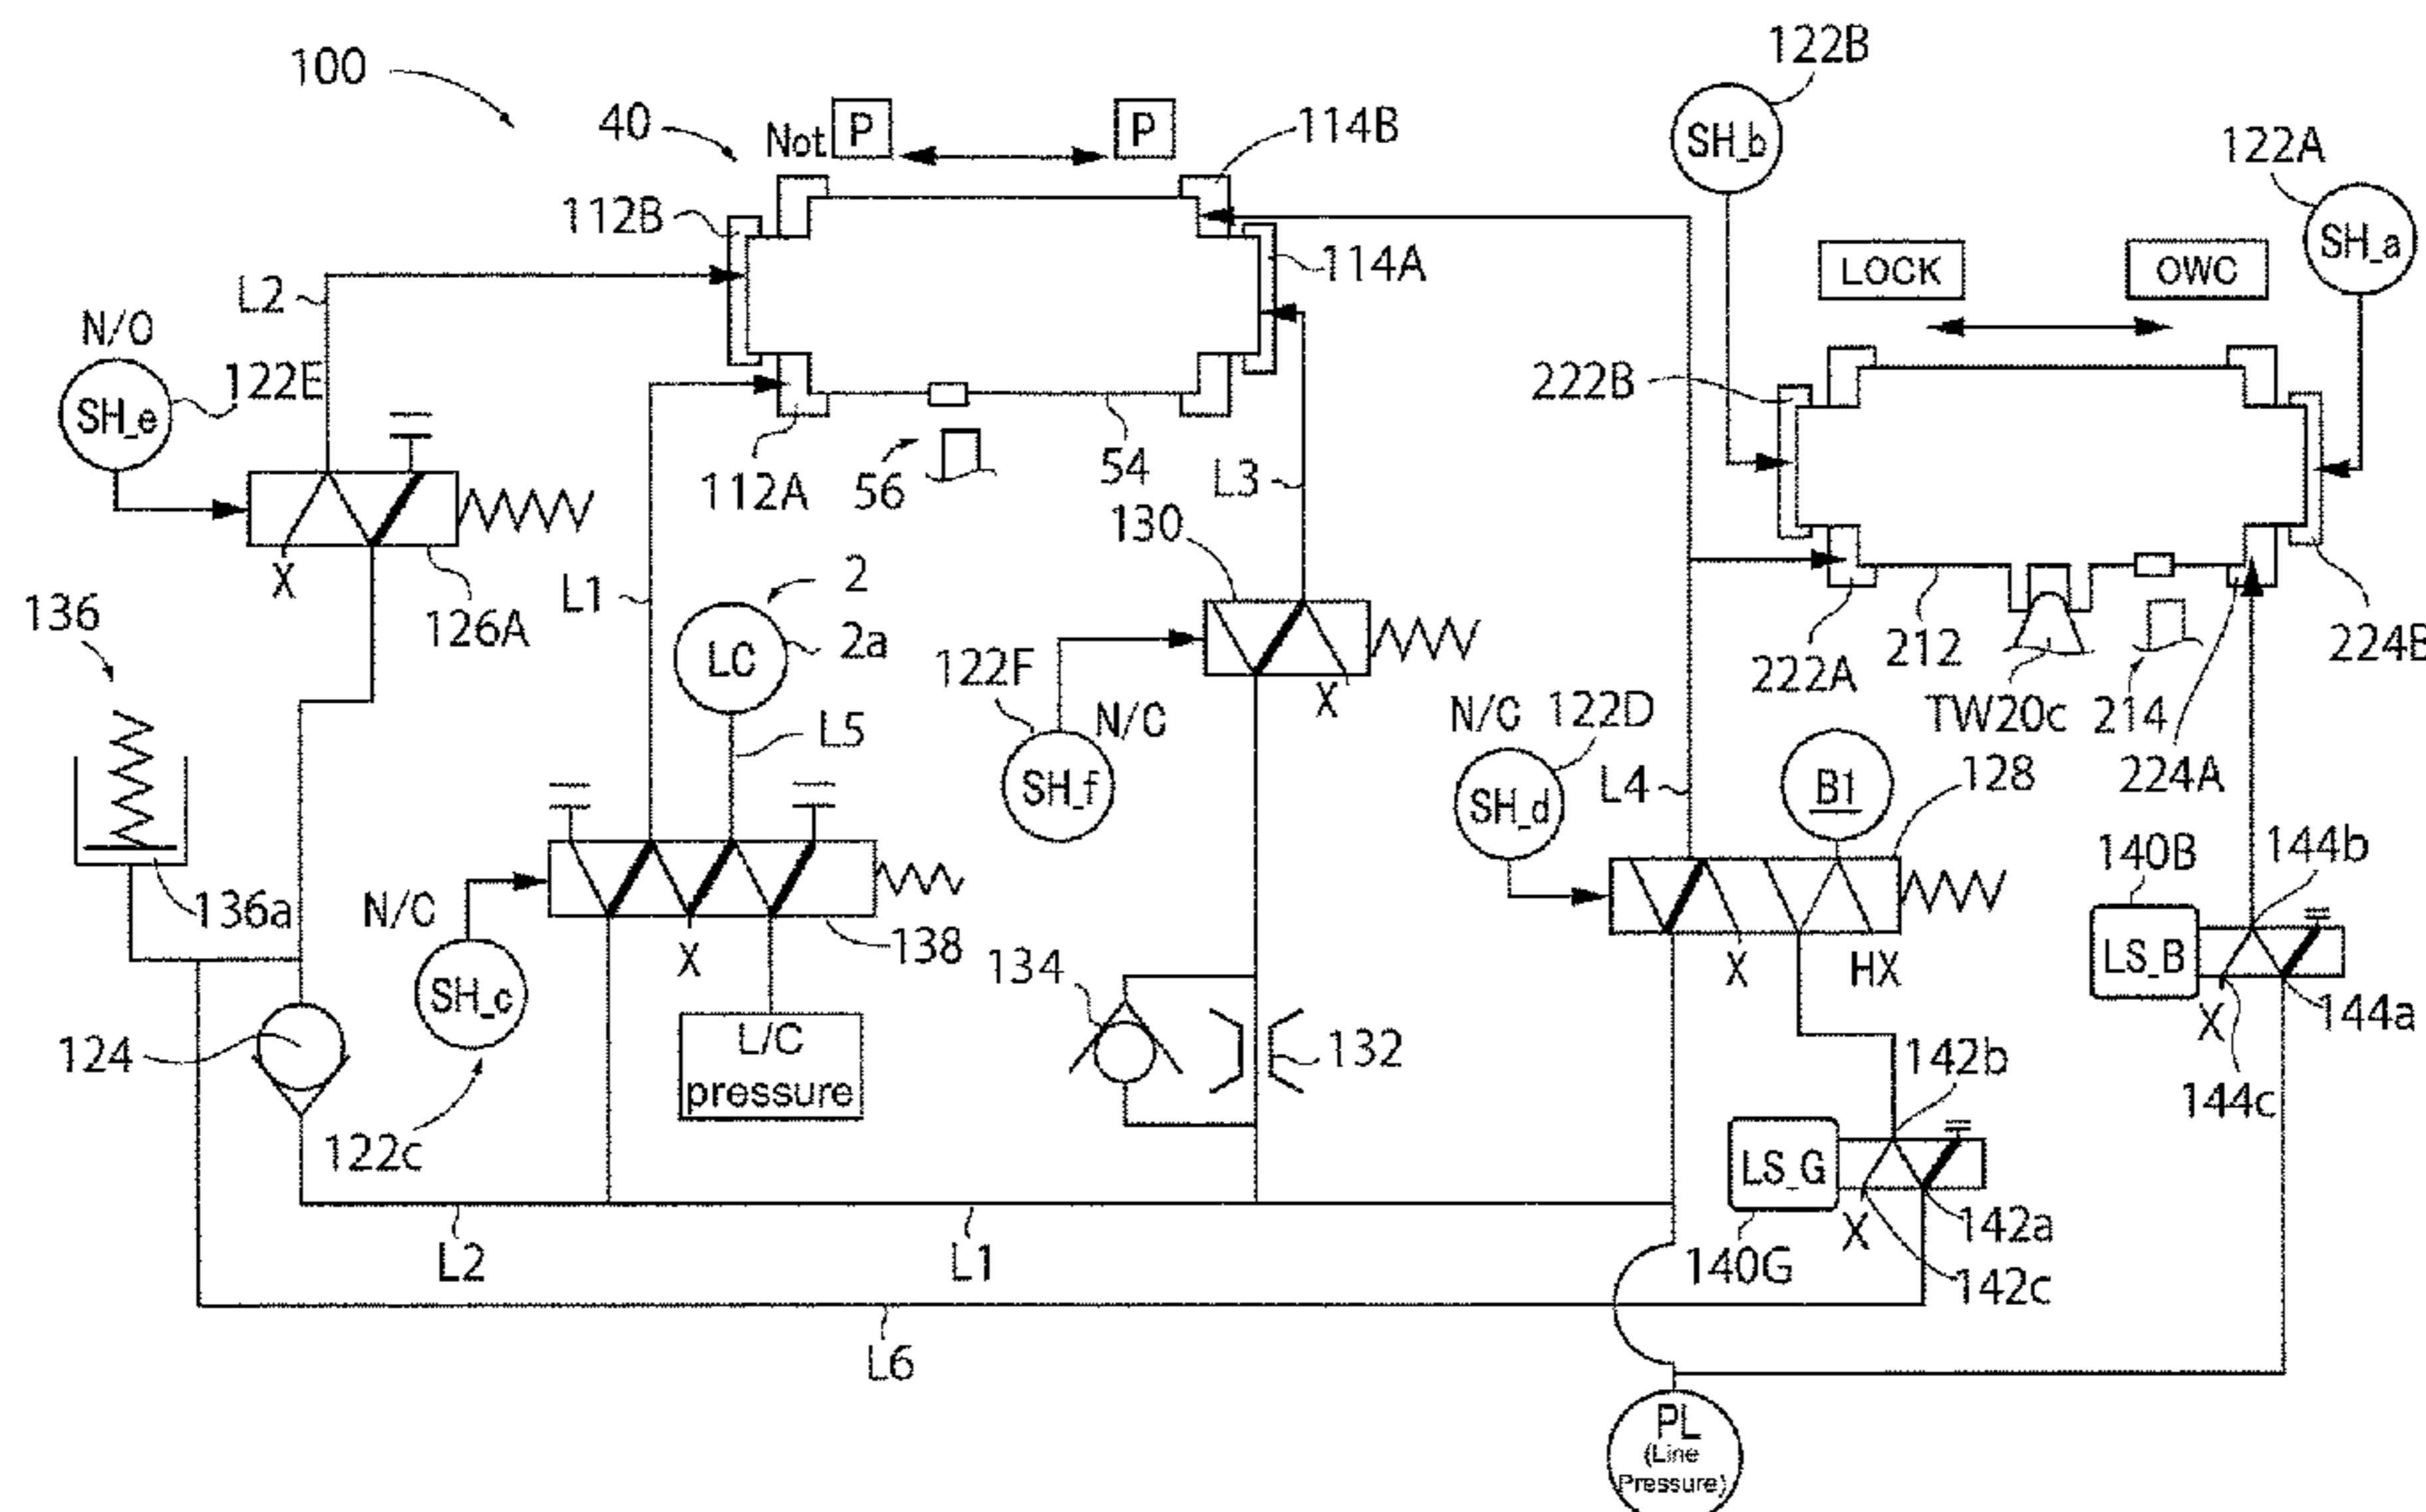 100
40
Not P
P
114B
122B
SH_b
122A
SH_a
112B
114A
LOCK
OWC
L2
N/O
122E
SH_e
222B
112A
56
54
L3
130
X
126A
L1
2
LC
2a
136
122F
N/C
X
N/C
122D
222A
212
TW20c
214
224B
L5
SH_f
SH_d
L4
B1
128
224A
136a
N/C
X
138
134
X
HX
140B
144b
LS_B
SH_c
124
L/C
pressure
132
X
144a
142b
144c
122c
LS_G
142a
X
L2
L1
140G
142c
L6
PL
(Line
Pressure)